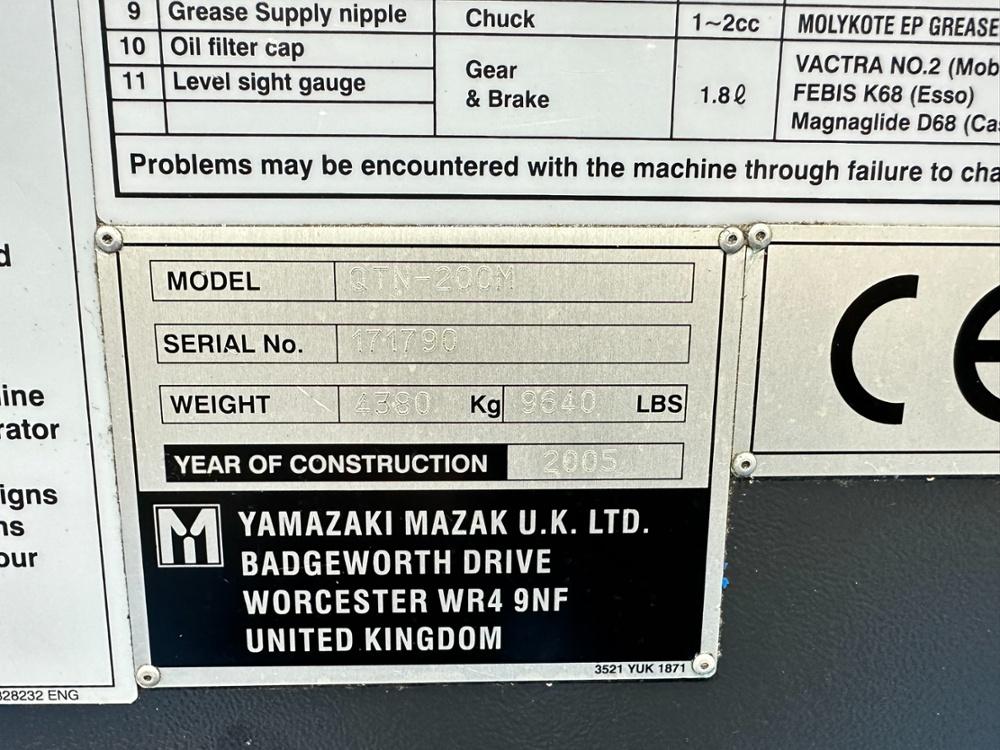 9 Grease Supply nipple Chuck 1~2cc MOLYKOTE EP GREASE
10 Oil filter cap
11 Level sight gauge
Gear & Brake 1.8ℓ
VACTRA NO.2 (Mob
FEBIS K68 (Esso)
Magnaglide D68 (Ca
Problems may be encountered with the machine through failure to cha
d
ine
rator
igns
ns
our
328232 ENG
MODEL QTN-200M
SERIAL No. 171790
WEIGHT 4380 Kg 9640 LBS
YEAR OF CONSTRUCTION 2005
YAMAZAKI MAZAK U.K. LTD.
BADGEWORTH DRIVE
WORCESTER WR4 9NF
UNITED KINGDOM
3521 YUK 1871
CE